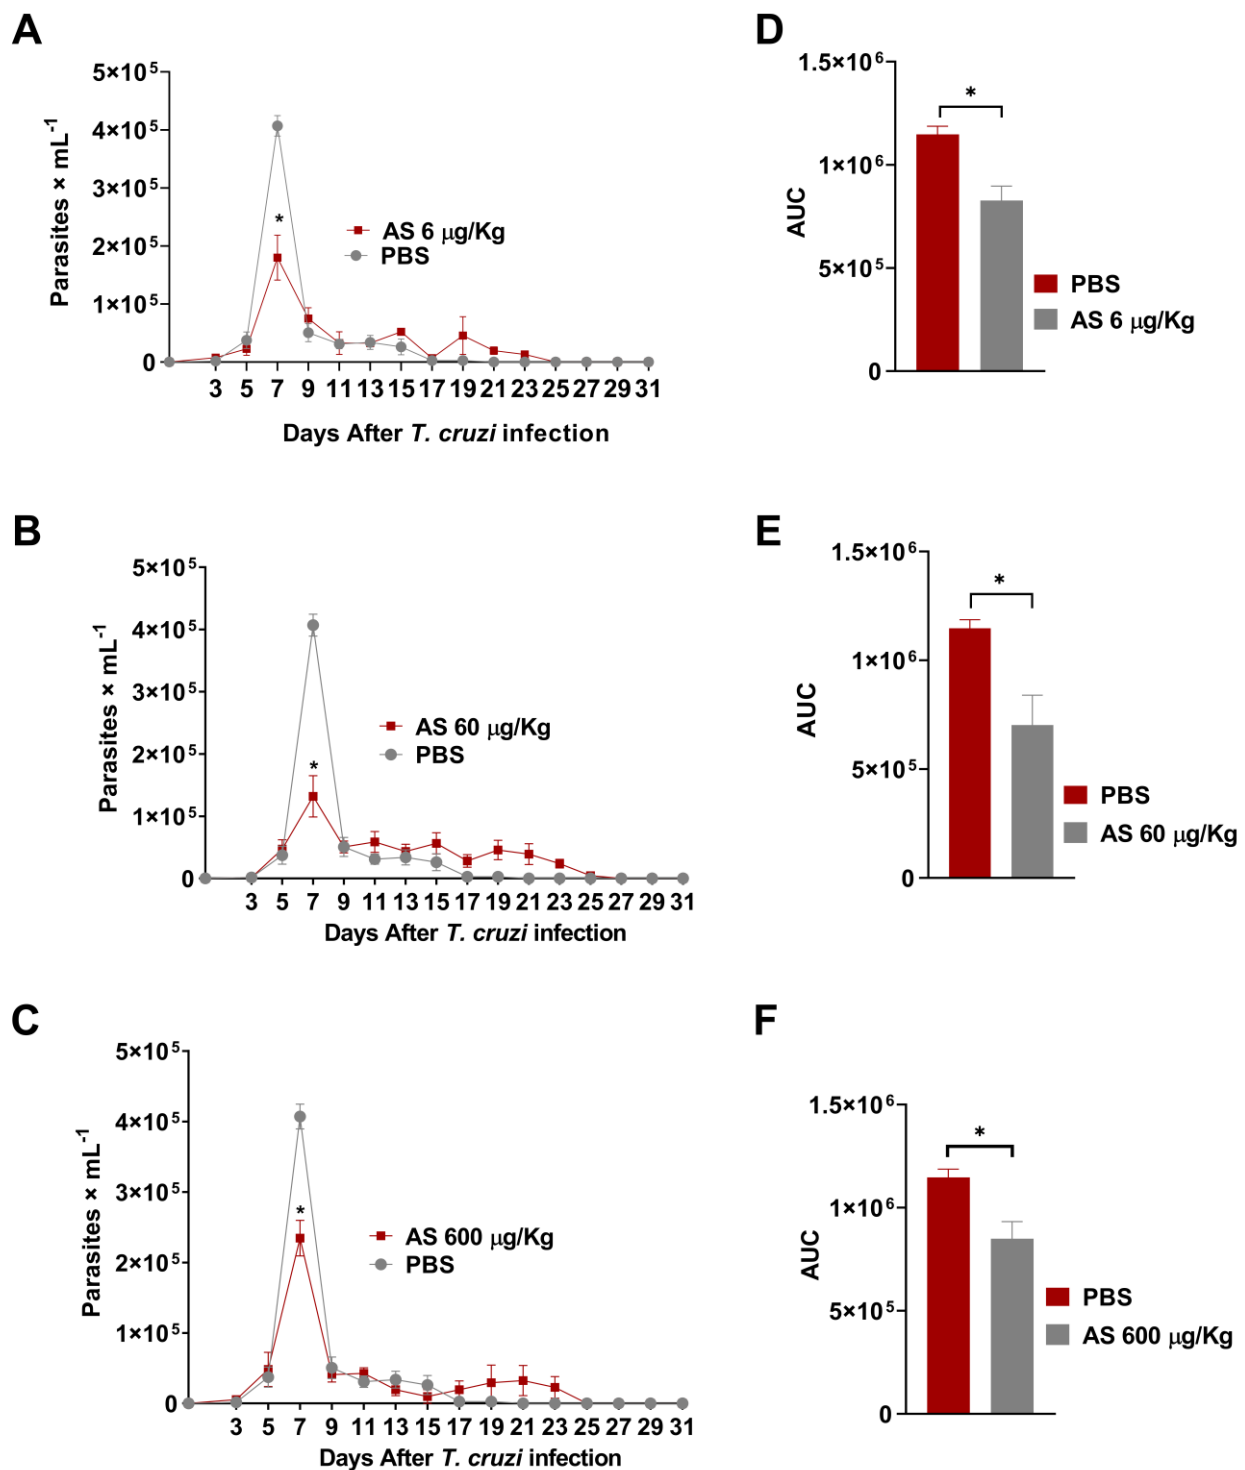 A
5×10⁵
4×10⁵
3×10⁵
2×10⁵
1×10⁵
0
Parasites × mL⁻¹
*
AS 6 μg/Kg
PBS
3 5 7 9 11 13 15 17 19 21 23 25 27 29 31
Days After T. cruzi infection
D
1.5×10⁶
1×10⁶
5×10⁵
0
AUC
*
PBS
AS 6 μg/Kg
B
5×10⁵
4×10⁵
3×10⁵
2×10⁵
1×10⁵
0
Parasites × mL⁻¹
*
AS 60 μg/Kg
PBS
3 5 7 9 11 13 15 17 19 21 23 25 27 29 31
Days After T. cruzi infection
E
1.5×10⁶
1×10⁶
5×10⁵
0
AUC
*
PBS
AS 60 μg/Kg
C
5×10⁵
4×10⁵
3×10⁵
2×10⁵
1×10⁵
0
Parasites × mL⁻¹
*
AS 600 μg/Kg
PBS
3 5 7 9 11 13 15 17 19 21 23 25 27 29 31
Days After T. cruzi infection
F
1.5×10⁶
1×10⁶
5×10⁵
0
AUC
*
PBS
AS 600 μg/Kg